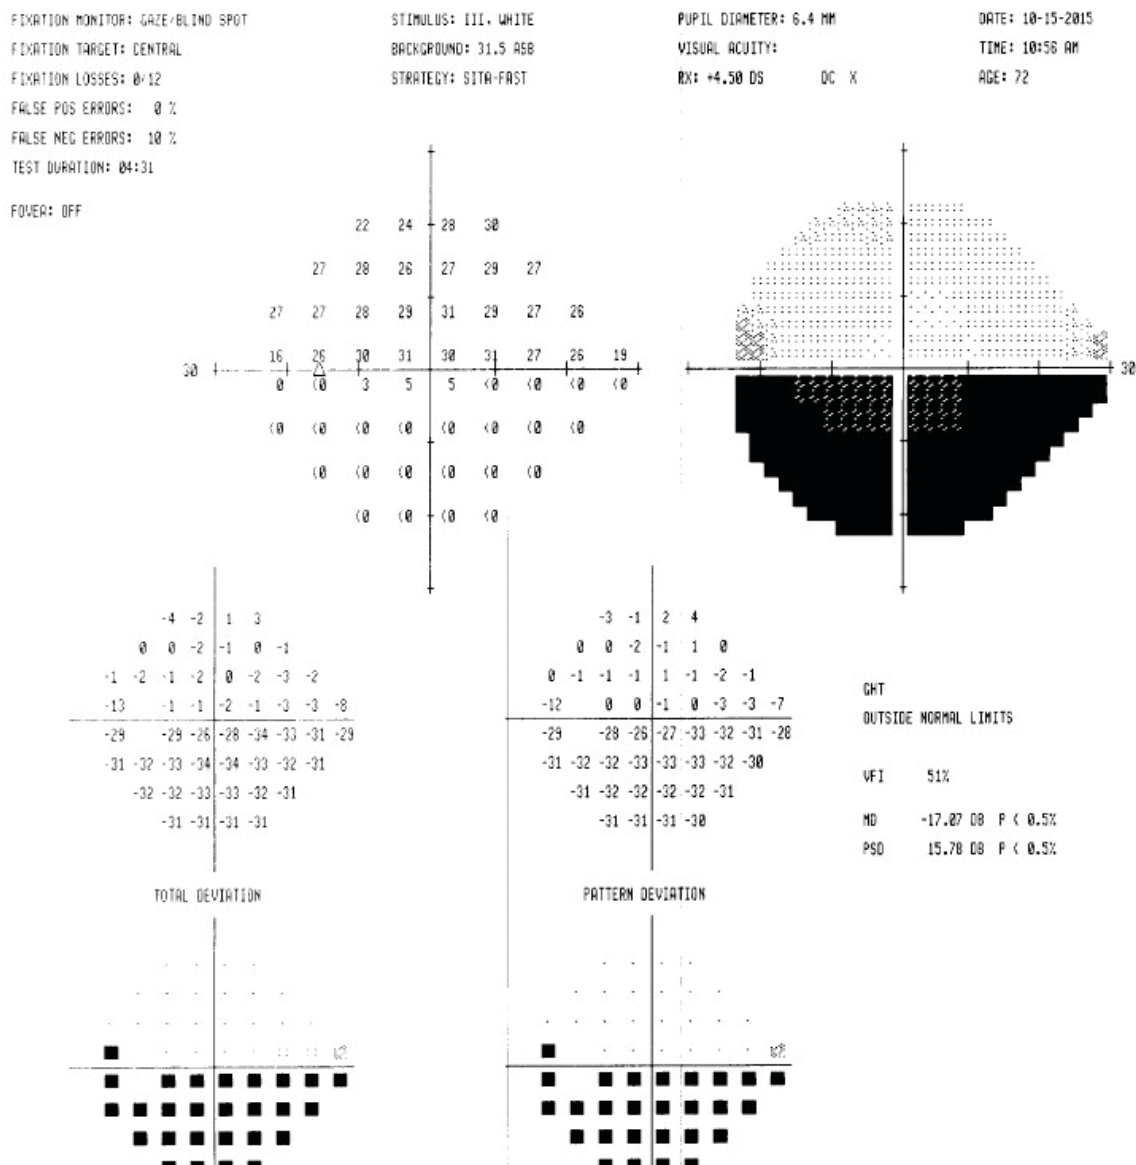 FIXATION MONITOR: GAZE/BLIND SPOT
FIXATION TARGET: CENTRAL
FIXATION LOSSES: 0/12
FALSE POS ERRORS: 0 %
FALSE NEG ERRORS: 10 %
TEST DURATION: 04:31
FOVEA: OFF
STIMULUS: III, WHITE
BACKGROUND: 31.5 ASB
STRATEGY: SITA-FAST
PUPIL DIAMETER: 6.4 MM
VISUAL ACUITY:
RX: +4.50 DS DC X
DATE: 10-15-2015
TIME: 10:56 AM
AGE: 72
22 24 28 30
27 28 26 27 29 27
27 27 28 29 31 29 27 26
16 26 30 31 30 31 27 26 19
30
0 <0 3 5 5 <0 <0 <0 <0
<0 <0 <0 <0 <0 <0 <0 <0
<0 <0 <0 <0 <0 <0
<0 <0 <0 <0
30
-4 -2 1 3
0 0 -2 -1 0 -1
-1 -2 -1 -2 0 -2 -3 -2
-13 -1 -1 -2 -1 -3 -3 -8
-29 -29 -26 -28 -34 -33 -31 -29
-31 -32 -33 -34 -34 -33 -32 -31
-32 -32 -33 -33 -32 -31
-31 -31 -31 -31
TOTAL DEVIATION
-3 -1 2 4
0 0 -2 -1 1 0
0 -1 -1 -1 1 -1 -2 -1
-12 0 0 -1 0 -3 -3 -7
-29 -28 -26 -27 -33 -32 -31 -28
-31 -32 -32 -33 -33 -33 -32 -30
-31 -32 -32 -32 -32 -31
-31 -31 -31 -30
PATTERN DEVIATION
GHT
OUTSIDE NORMAL LIMITS
VFI 51%
MD -17.07 DB P < 0.5%
PSD 15.78 DB P < 0.5%